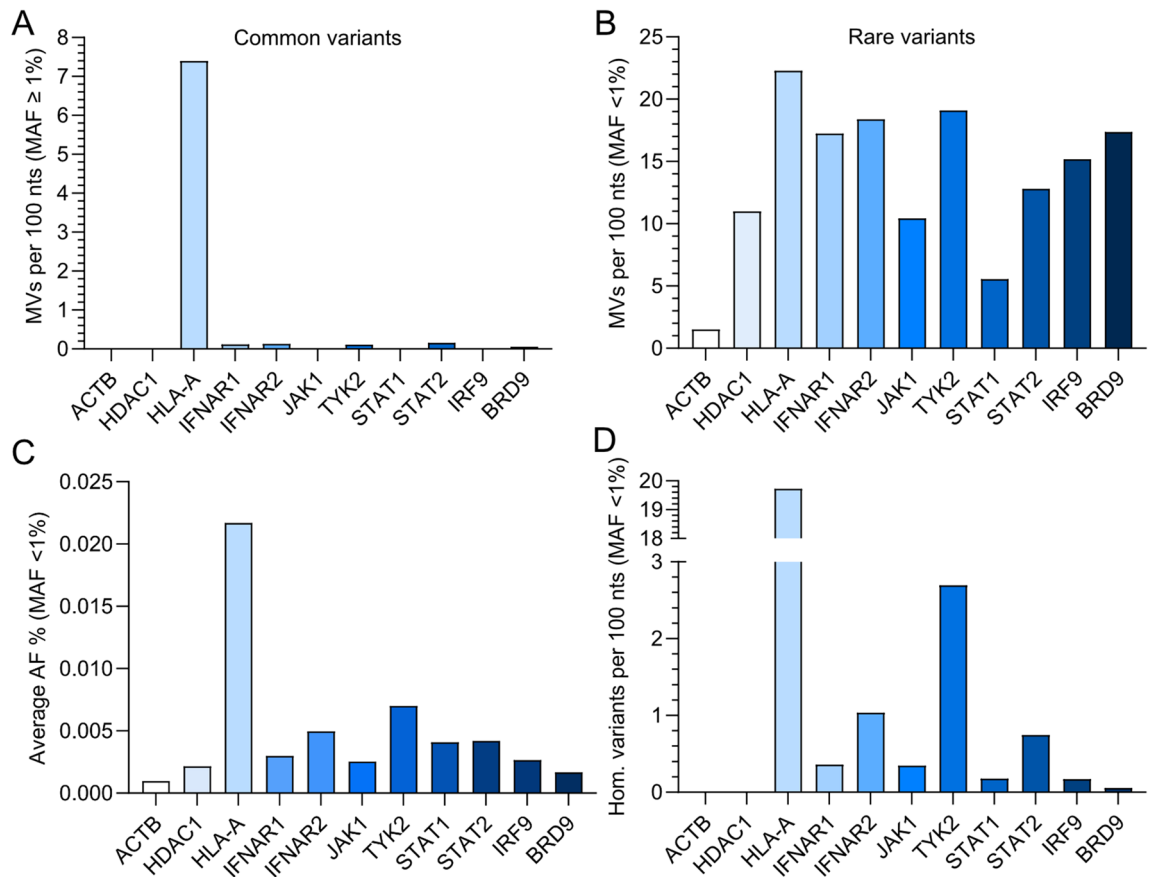 A
Common variants
MVs per 100 nts (MAF ≥ 1%)
8
7
6
5
4
3
2
1
0
ACTB
HDAC1
HLA-A
IFNAR1
IFNAR2
JAK1
TYK2
STAT1
STAT2
IRF9
BRD9
B
Rare variants
MVs per 100 nts (MAF <1%)
25
20
15
10
5
0
ACTB
HDAC1
HLA-A
IFNAR1
IFNAR2
JAK1
TYK2
STAT1
STAT2
IRF9
BRD9
C
Average AF % (MAF <1%)
0.025
0.020
0.015
0.010
0.005
0.000
ACTB
HDAC1
HLA-A
IFNAR1
IFNAR2
JAK1
TYK2
STAT1
STAT2
IRF9
BRD9
D
Hom. variants per 100 nts (MAF <1%)
20
19
18
3
2
1
0
ACTB
HDAC1
HLA-A
IFNAR1
IFNAR2
JAK1
TYK2
STAT1
STAT2
IRF9
BRD9